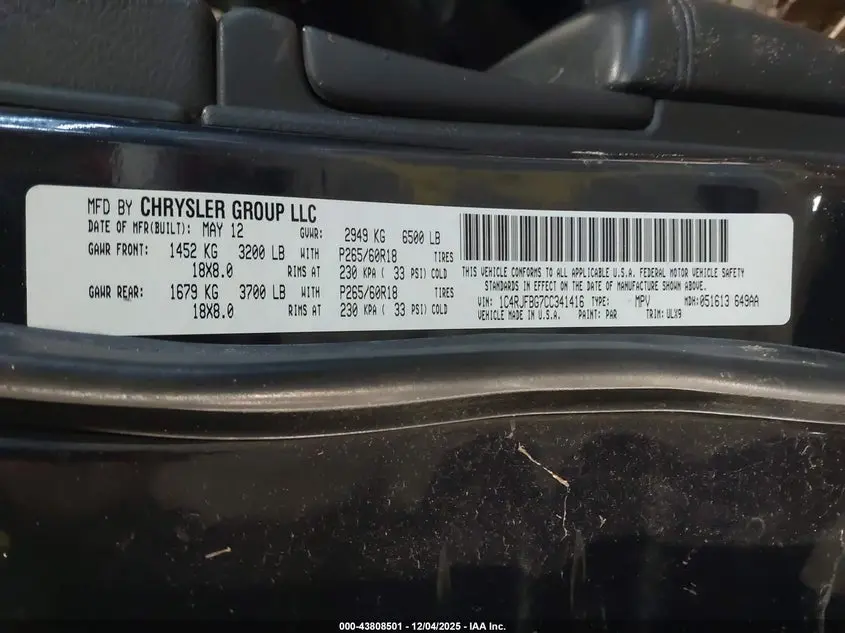 MFD BY CHRYSLER GROUP LLC
DATE OF MFR(BUILT): MAY 12 GVWR: 2949 KG 6500 LB
GAWR FRONT: 1452 KG 3200 LB WITH P265/60R18 TIRES
18X8.0 RIMS AT 230 KPA ( 33 PSI) COLD
GAWR REAR: 1679 KG 3700 LB WITH P265/60R18 TIRES
18X8.0 RIMS AT 230 KPA ( 33 PSI) COLD
THIS VEHICLE CONFORMS TO ALL APPLICABLE U.S.A. FEDERAL MOTOR VEHICLE SAFETY
STANDARDS IN EFFECT ON THE DATE OF MANUFACTURE SHOWN ABOVE.
VIN: 1C4RJFBG7CC341416 TYPE: MPV MDH: 051613 649AA
VEHICLE MADE IN U.S.A. PAINT: PAR TRIM: ULX9
000-43808501 - 12/04/2025 - IAA Inc.